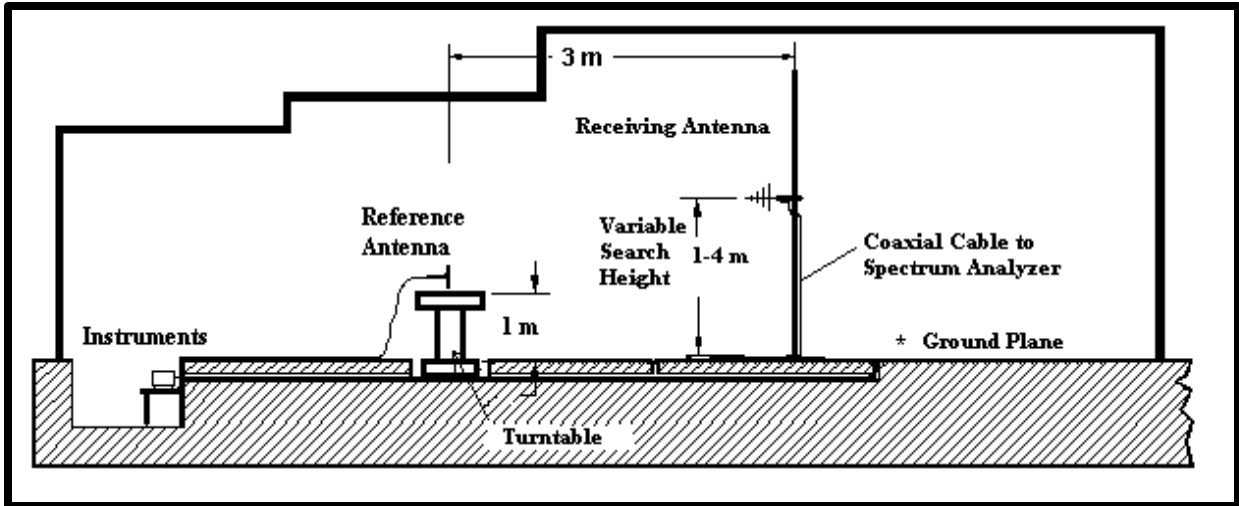 3 m
Receiving Antenna
Reference
Antenna
Variable
Search
Height
1-4 m
Coaxial Cable to
Spectrum Analyzer
1 m
Instruments
* Ground Plane
Turntable